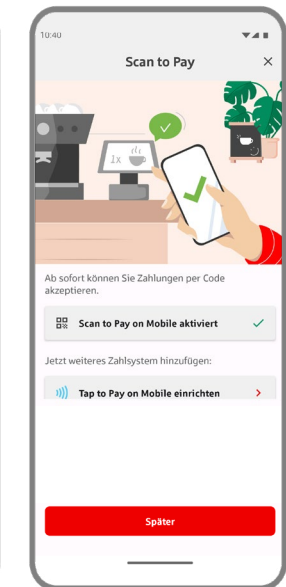 10:40
Scan to Pay
1x
Ab sofort können Sie Zahlungen per Code
akzeptieren.
Scan to Pay on Mobile aktiviert
Jetzt weiteres Zahlsystem hinzufügen:
Tap to Pay on Mobile einrichten
Später